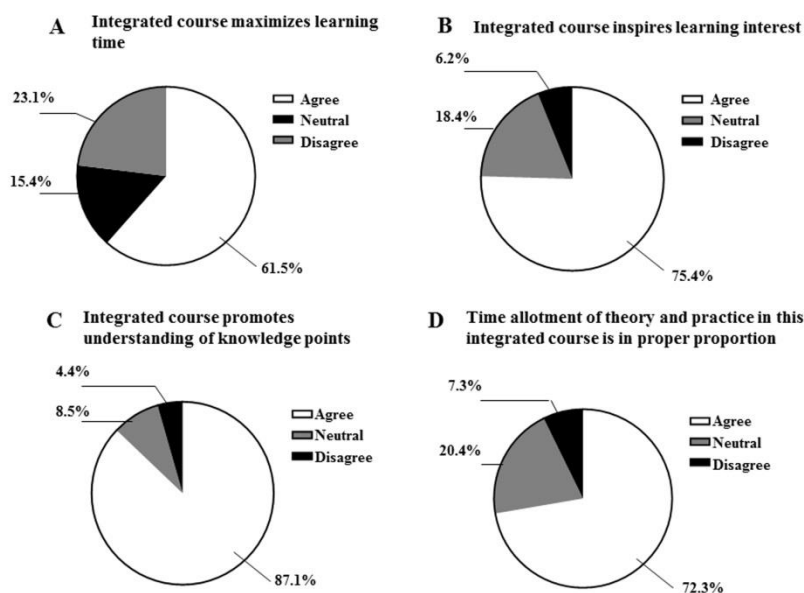 A
Integrated course maximizes learning
time
23.1%
15.4%
61.5%
Agree
Neutral
Disagree
B
Integrated course inspires learning interest
6.2%
18.4%
75.4%
Agree
Neutral
Disagree
C
Integrated course promotes
understanding of knowledge points
4.4%
8.5%
87.1%
Agree
Neutral
Disagree
D
Time allotment of theory and practice in this
integrated course is in proper proportion
7.3%
20.4%
72.3%
Agree
Neutral
Disagree